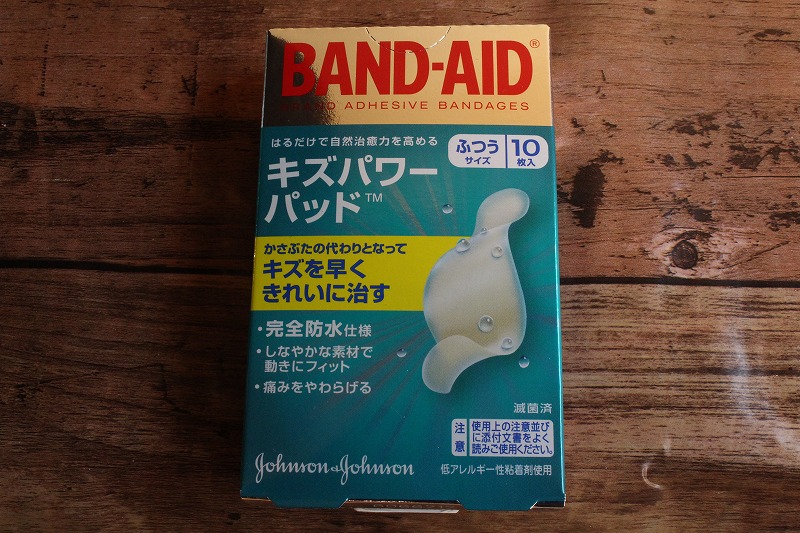 BAND-AID®
BRAND ADHESIVE BANDAGES
はるだけで自然治癒力を高める
ふつう
サイズ
10
枚入
キズパワー
パッド™
かさぶたの代わりとなって
キズを早く
きれいに治す
・完全防水仕様
・しなやかな素材で
動きにフィット
・痛みをやわらげる
滅菌済
注意
使用上の注意並び
に添付文書をよく
読みご使用ください。
Johnson & Johnson
低アレルギー性粘着剤使用